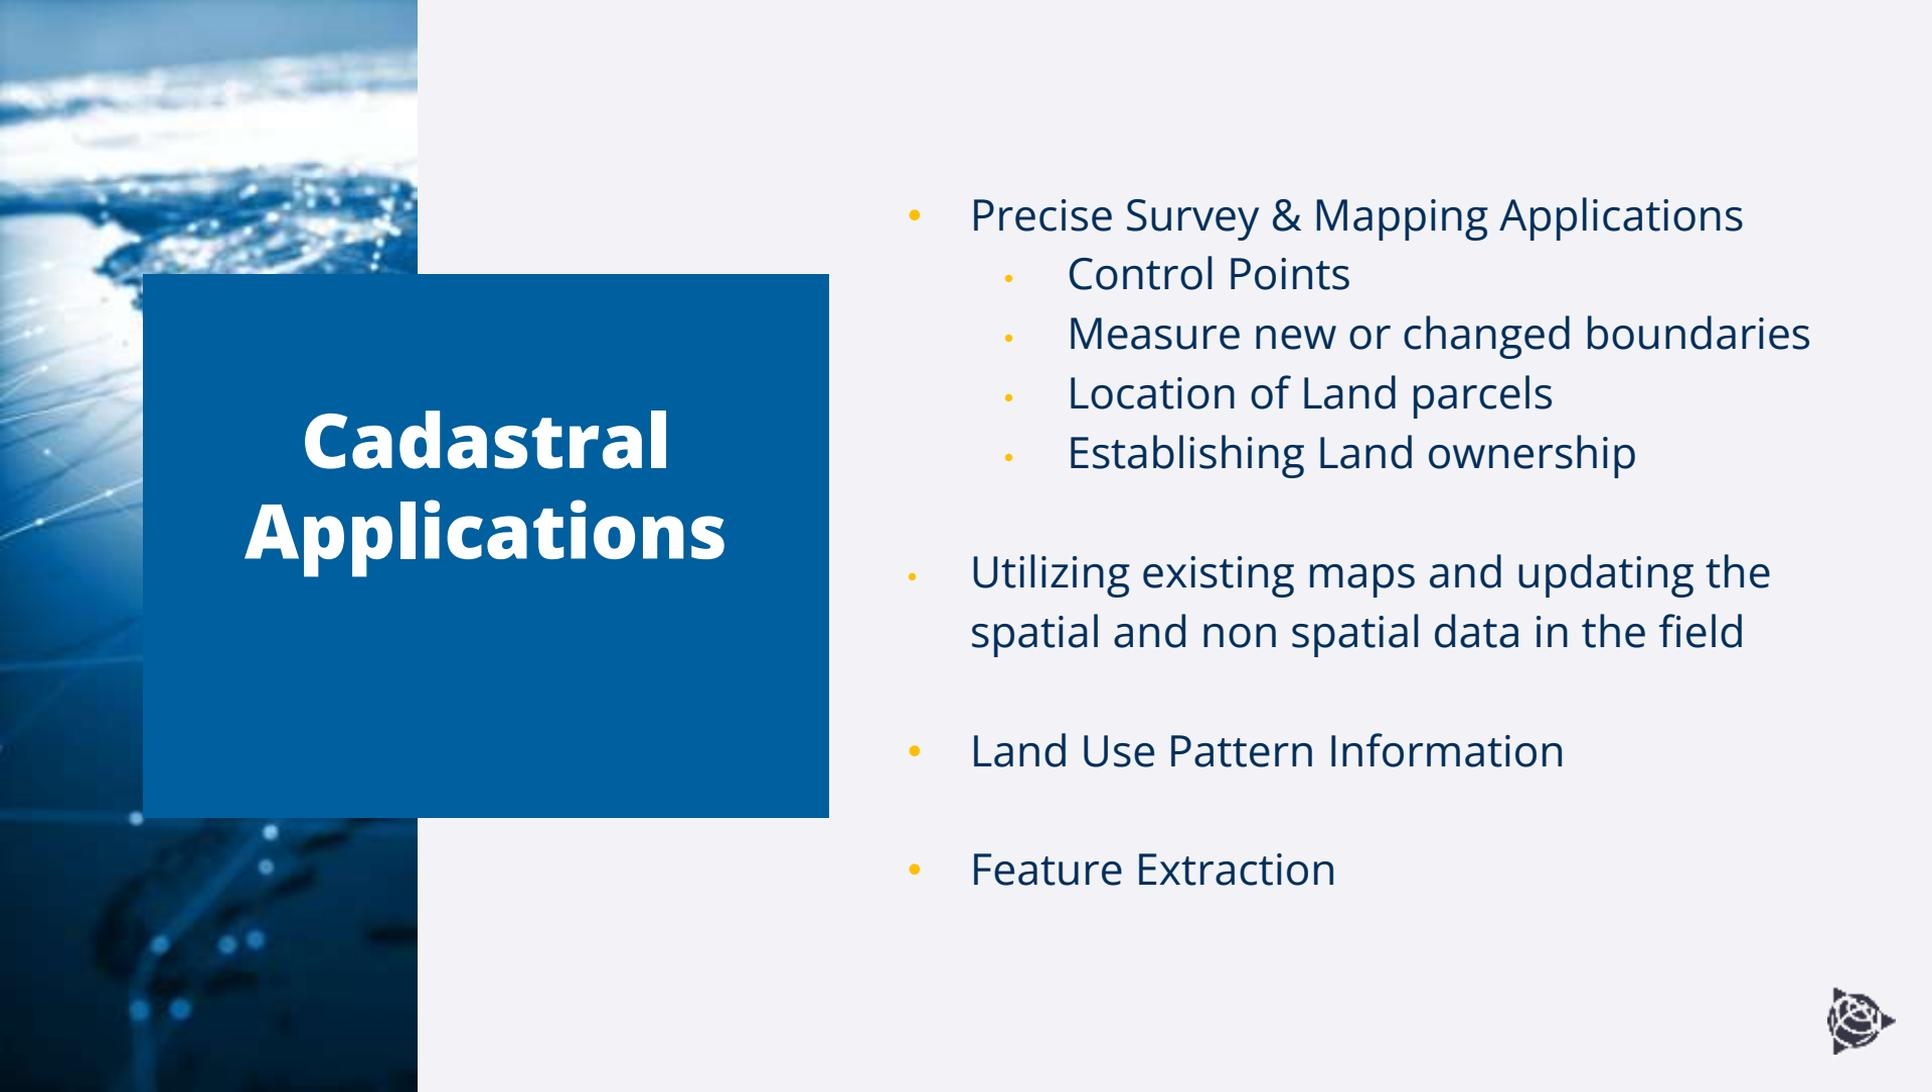 Cadastral
Applications
• Precise Survey & Mapping Applications
• Control Points
• Measure new or changed boundaries
• Location of Land parcels
• Establishing Land ownership
• Utilizing existing maps and updating the
spatial and non spatial data in the field
• Land Use Pattern Information
• Feature Extraction